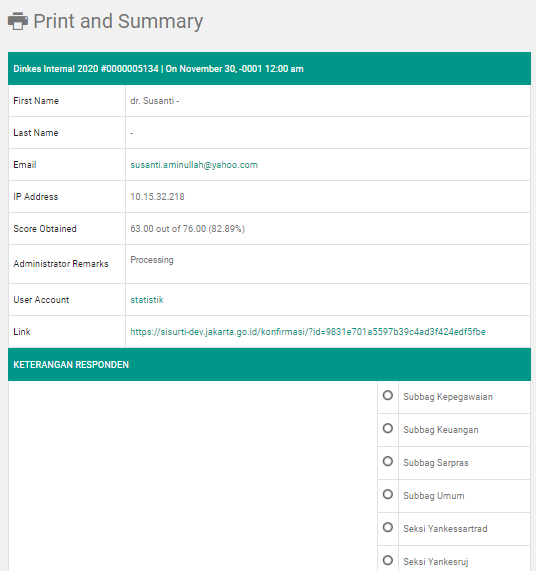 Print and Summary
Dinkes Internal 2020 #0000005134 | On November 30, -0001 12:00 am
First Name dr. Susanti -
Last Name -
Email susanti.aminullah@yahoo.com
IP Address 10.15.32.218
Score Obtained 63.00 out of 76.00 (82.89%)
Administrator Remarks Processing
User Account statistik
Link https://sisurti-dev.jakarta.go.id/konfirmasi/?id=9831e701a5597b39c4ad3f424edf5fbe
KETERANGAN RESPONDEN
Subbag Kepegawaian
Subbag Keuangan
Subbag Sarpras
Subbag Umum
Seksi Yankessartrad
Seksi Yankesruj